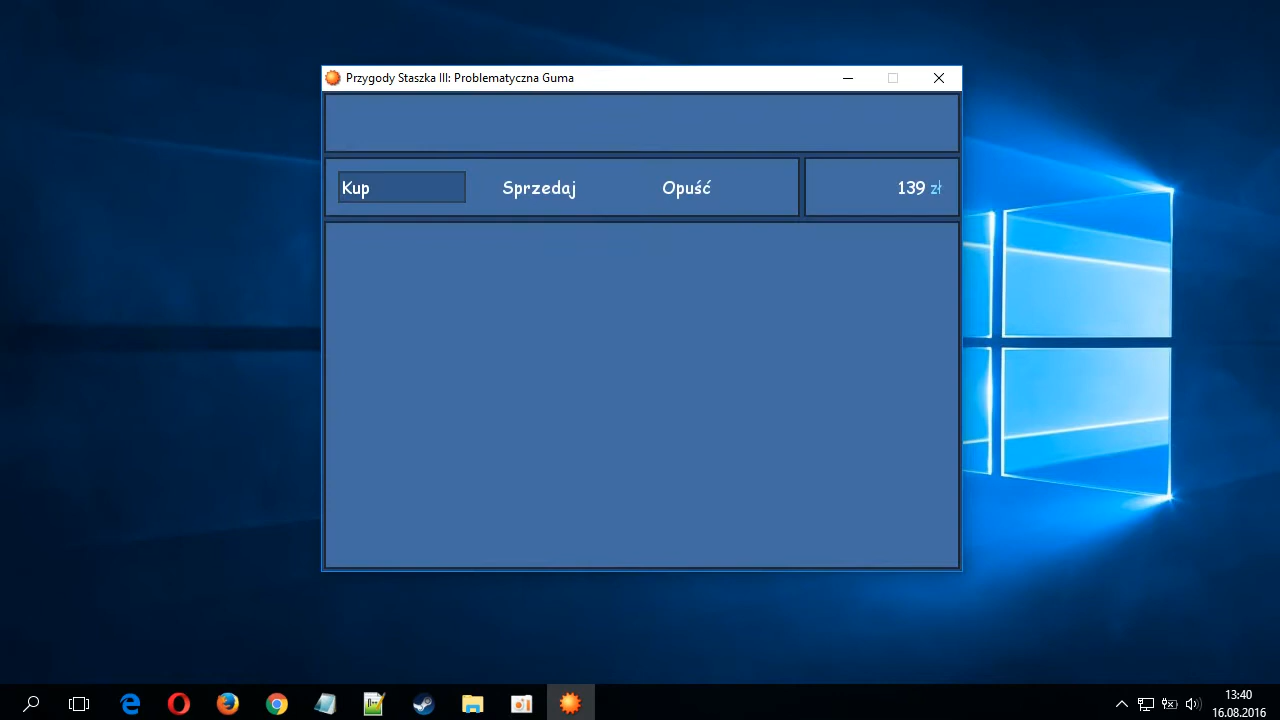 Przygody Staszka III: Problematyczna Guma
Kup Sprzedaj Opuść 139 zł
13:40
16.08.2016